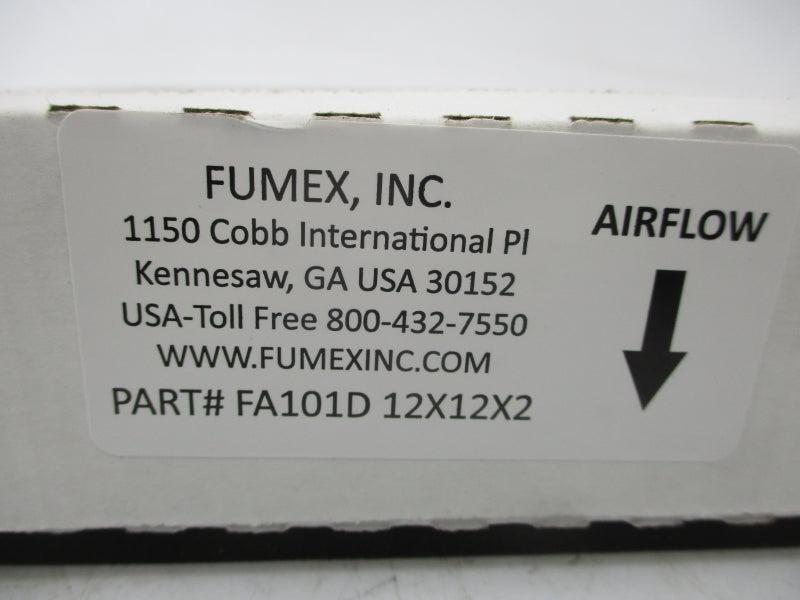 FUMEX, INC.
1150 Cobb International Pl
Kennesaw, GA USA 30152
USA-Toll Free 800-432-7550
WWW.FUMEXINC.COM
PART# FA101D 12X12X2
AIRFLOW